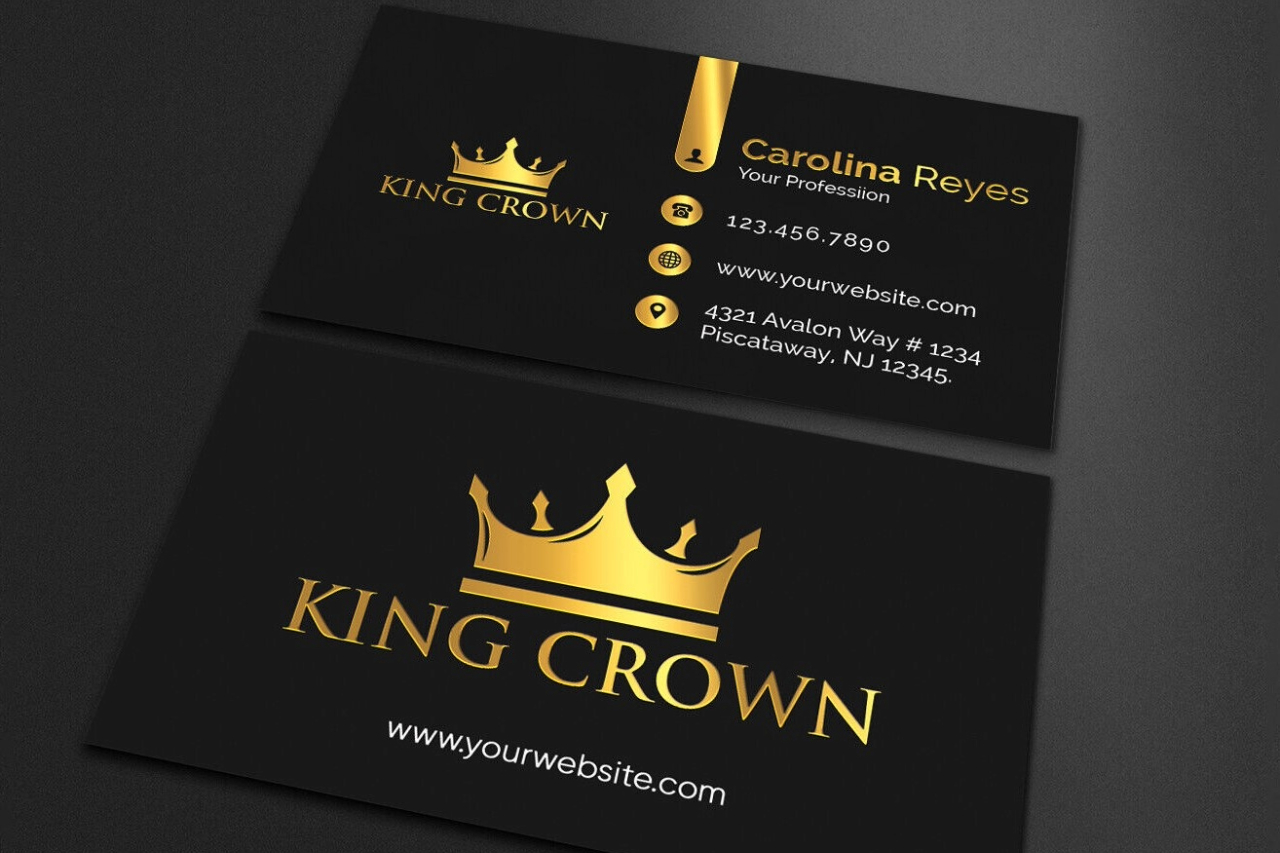 KING CROWN
Carolina Reyes
Your Professiion
123.456.7890
www.yourwebsite.com
4321 Avalon Way # 1234
Piscataway, NJ 12345.
KING CROWN
www.yourwebsite.com